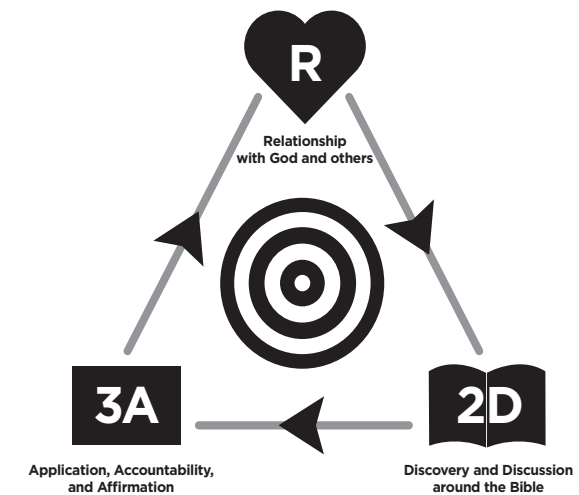 R
Relationship
with God and others
3A
2D
Application, Accountability,
and Affirmation
Discovery and Discussion
around the Bible